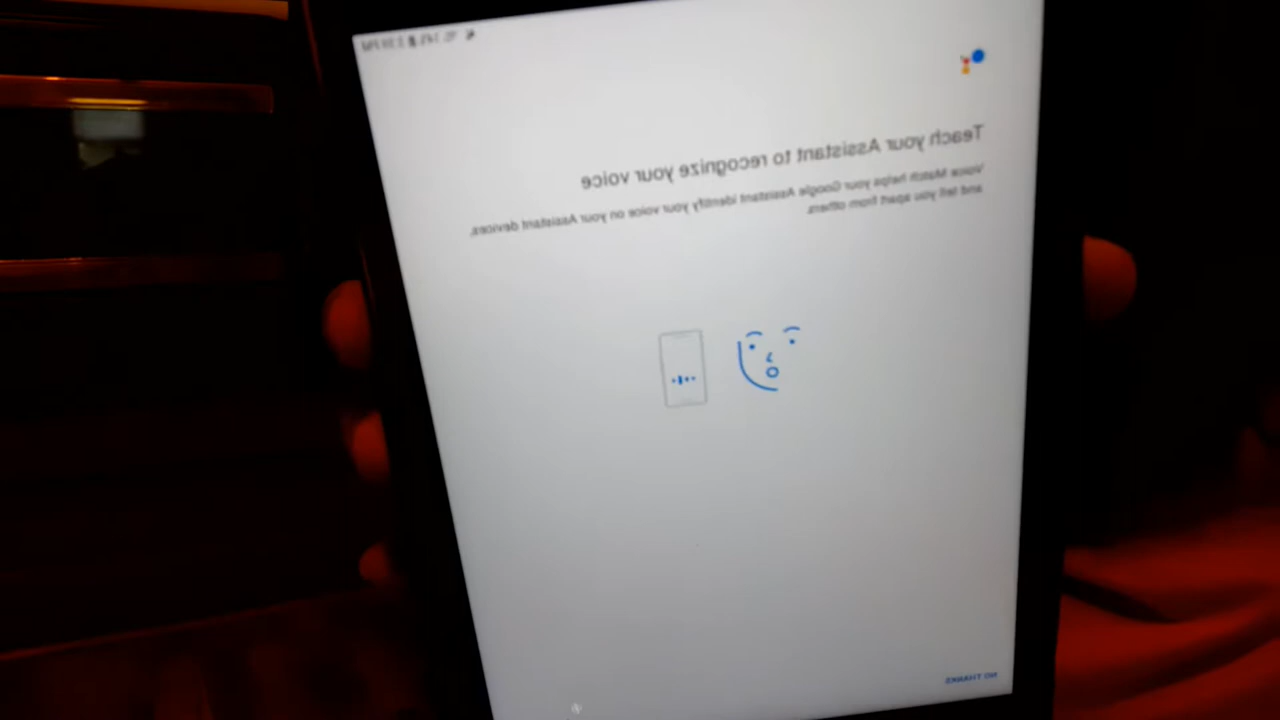 Teach your Assistant to recognize your voice
Voice Match helps your Google Assistant identify your voice on your Assistant devices,
and tell you apart from others.
NO THANKS